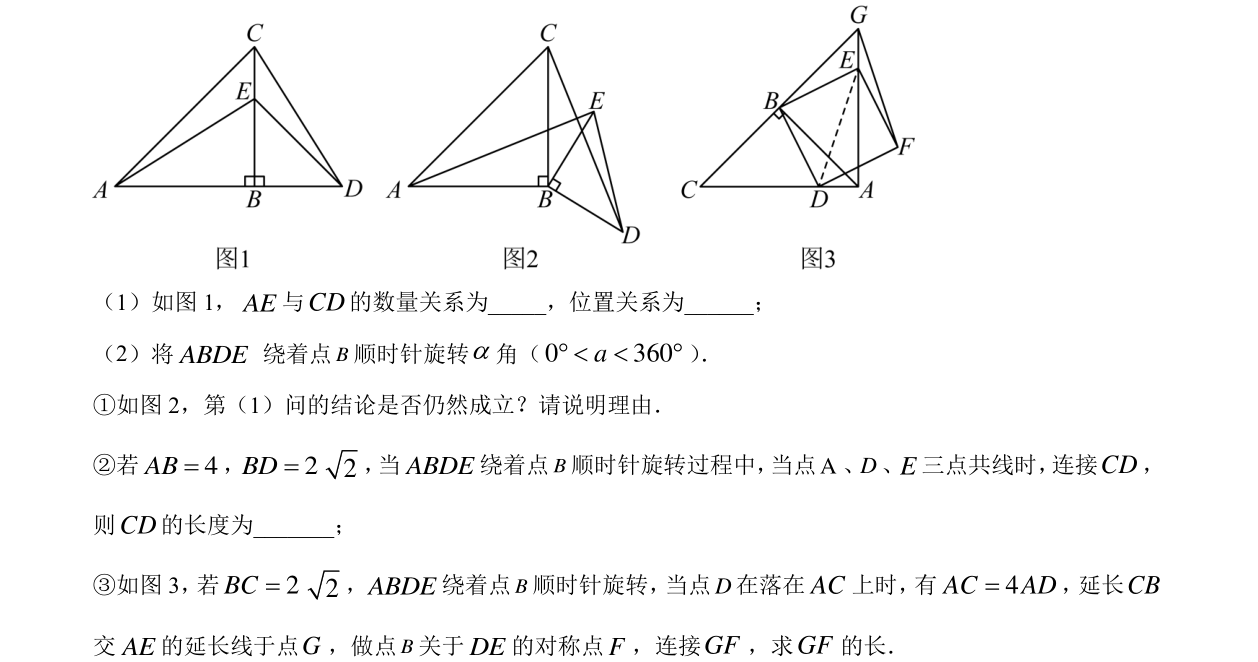 C
C
G
E
E
E
B
F
A
B
D
A
B
D
C
D
A
图1
图2
图3
（1）如图 1， AE 与 CD 的数量关系为_____，位置关系为______；
（2）将 ABDE 绕着点 B 顺时针旋转 α 角（ 0° < a < 360° ）.
①如图 2，第（1）问的结论是否仍然成立？请说明理由.
②若 AB = 4，BD = 2 √2 ，当 ABDE 绕着点 B 顺时针旋转过程中，当点 A 、D、E 三点共线时，连接 CD，
则 CD 的长度为_______；
③如图 3，若 BC = 2 √2 ， ABDE 绕着点 B 顺时针旋转，当点 D 在落在 AC 上时，有 AC = 4AD ，延长 CB
交 AE 的延长线于点 G ，做点 B 关于 DE 的对称点 F ，连接 GF ，求 GF 的长.